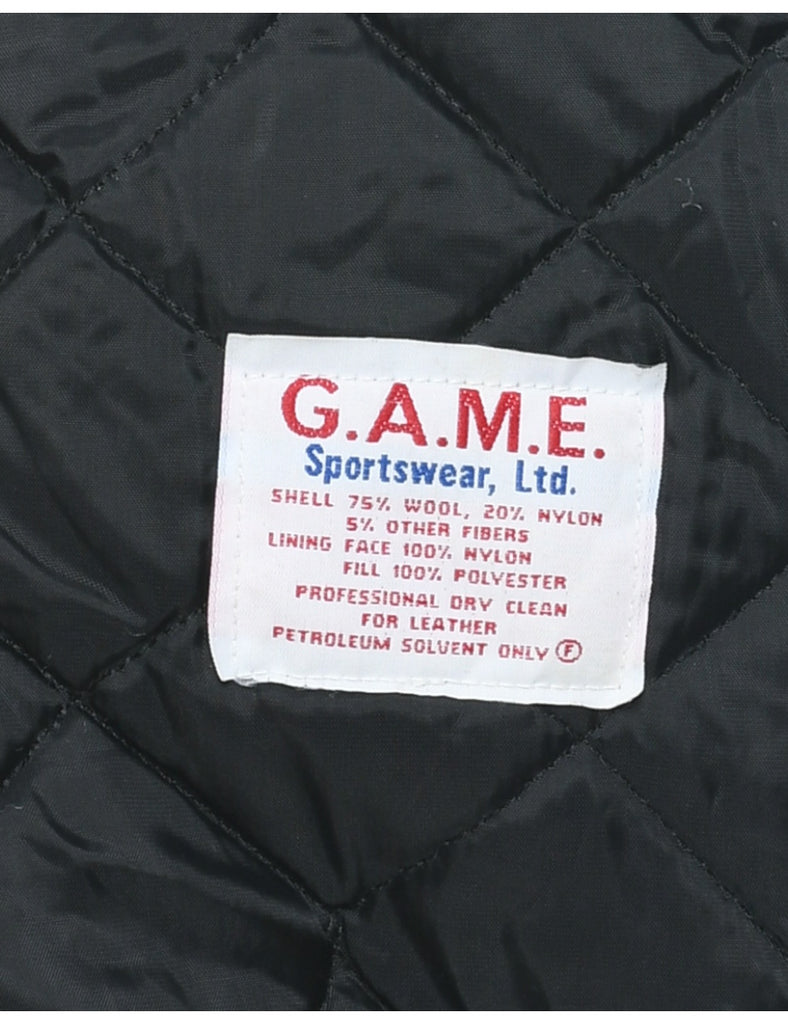 G.A.M.E.
Sportswear, Ltd.
SHELL 75% WOOL, 20% NYLON
5% OTHER FIBERS
LINING FACE 100% NYLON
FILL 100% POLYESTER
PROFESSIONAL DRY CLEAN
FOR LEATHER
PETROLEUM SOLVENT ONLY Ⓕ